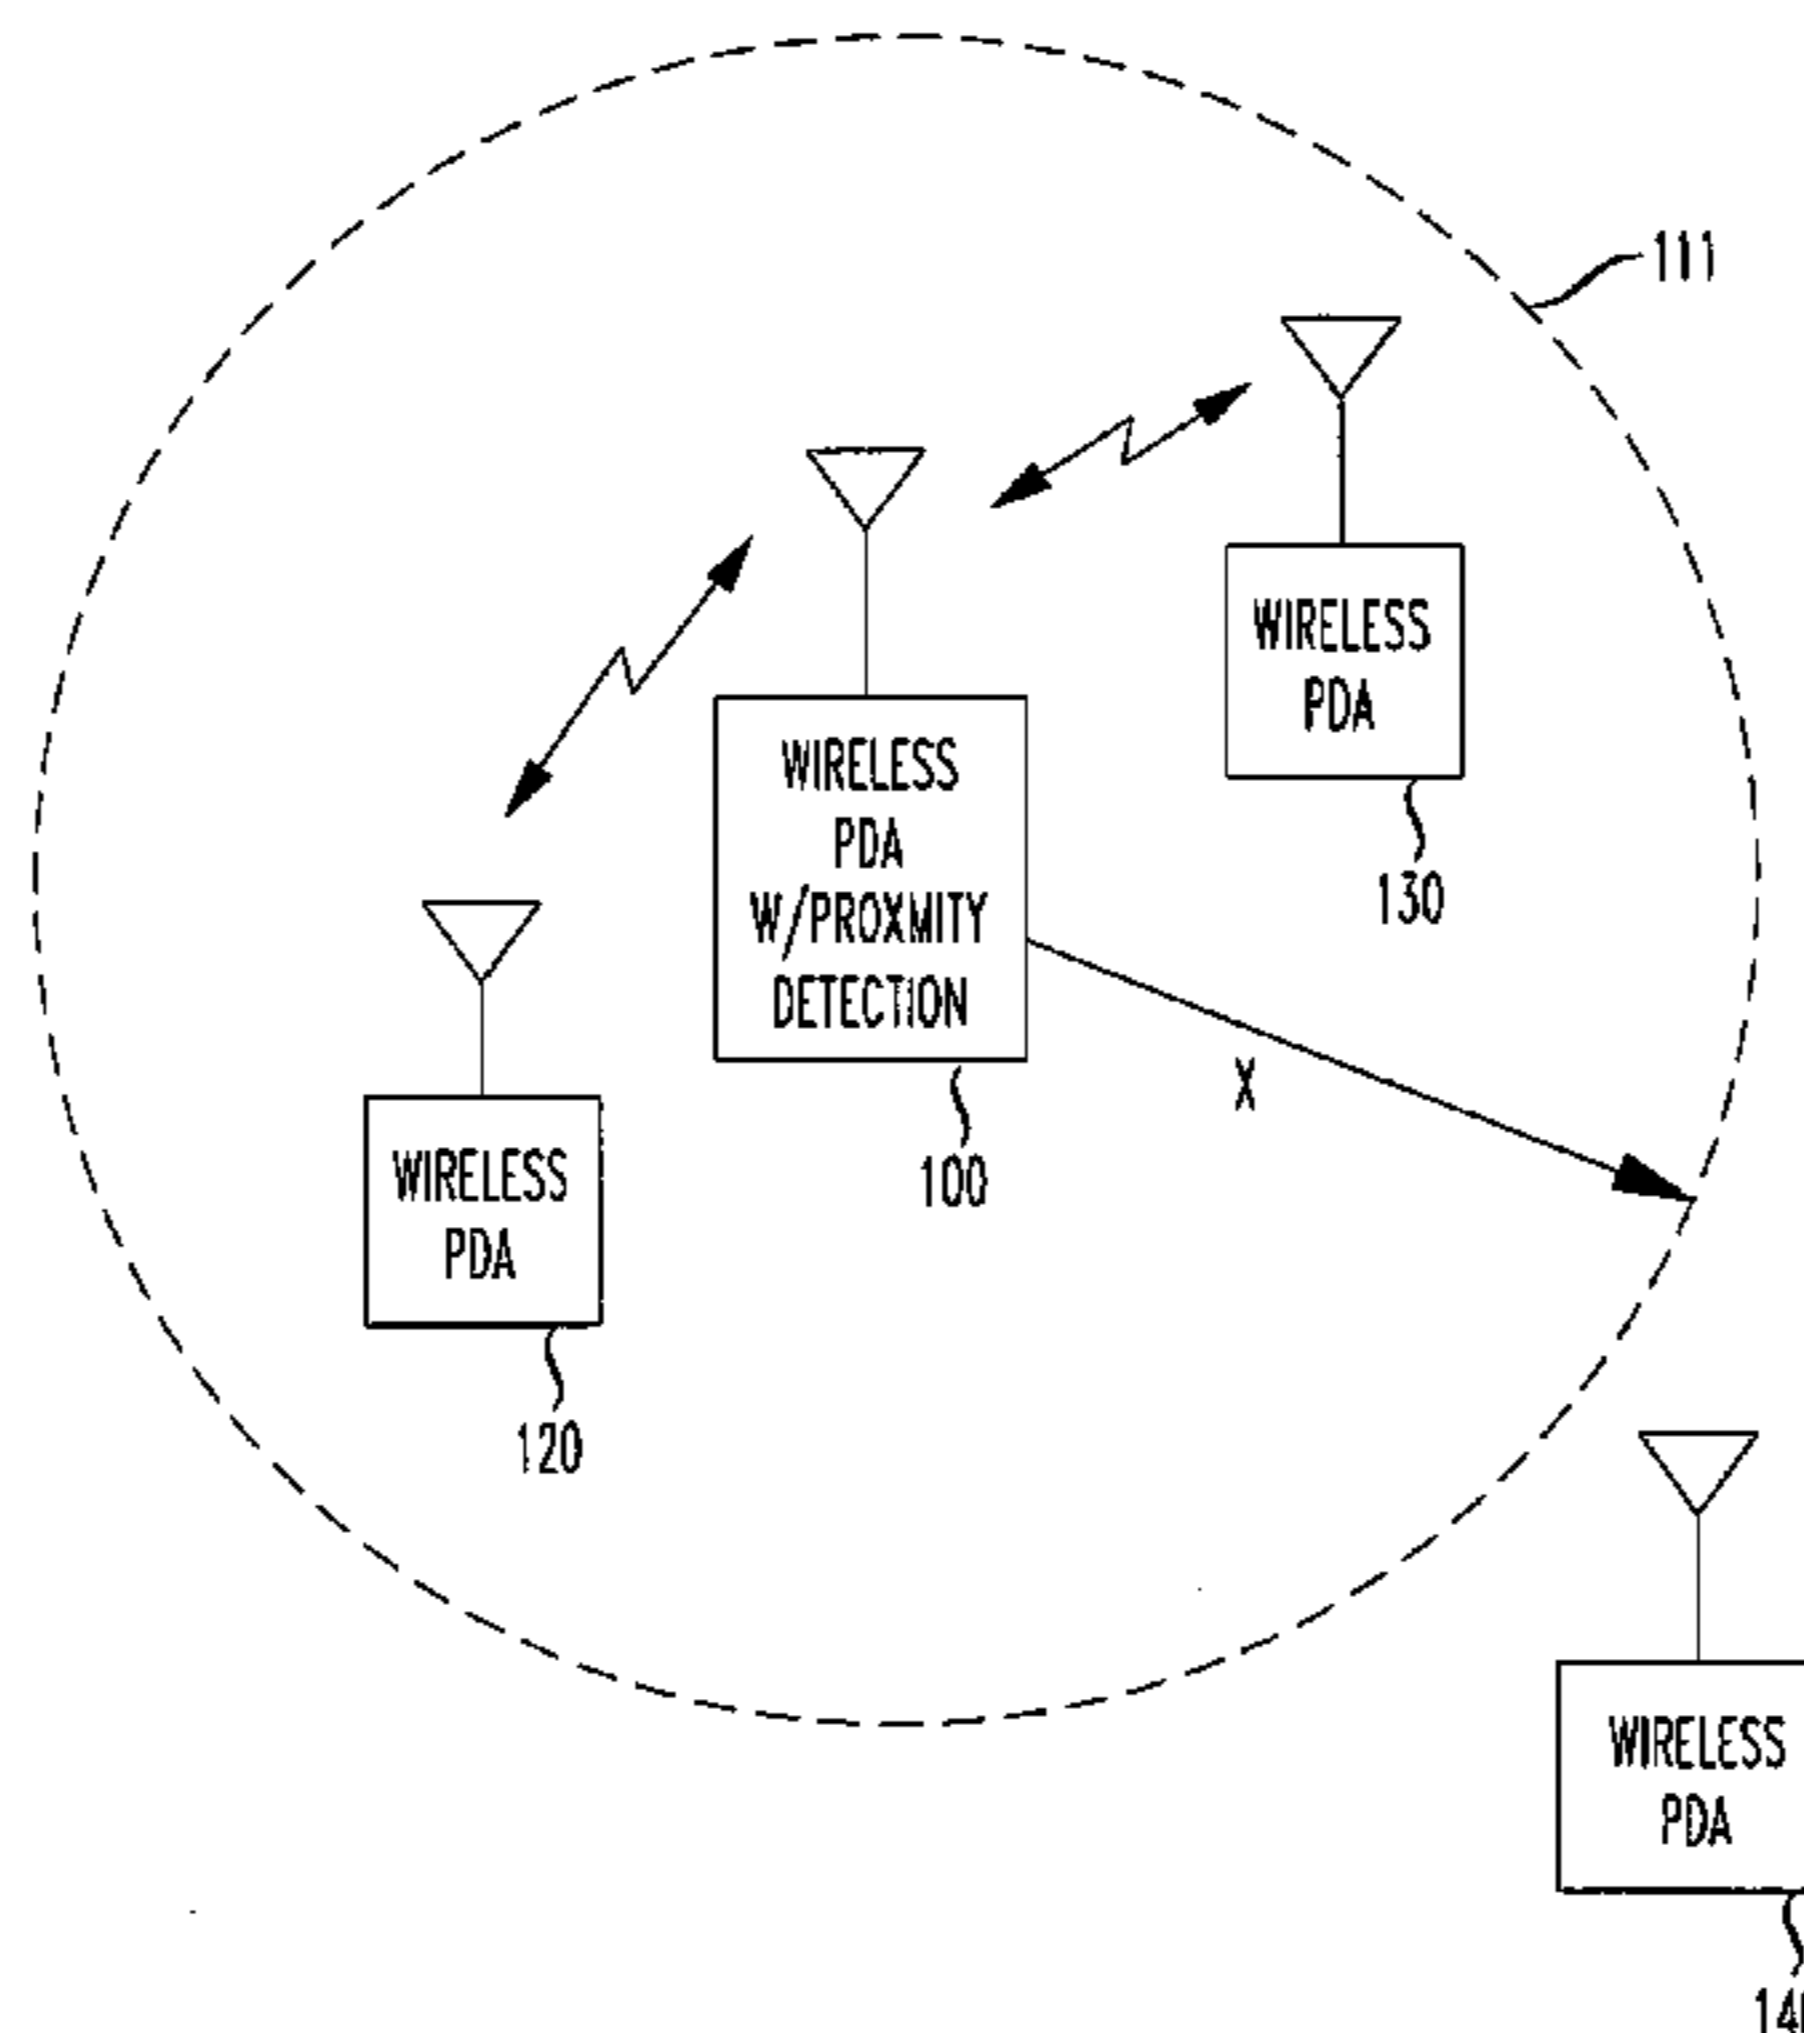 111
WIRELESS
PDA
130
WIRELESS
PDA
W/PROXMITY
DETECTION
100
X
WIRELESS
PDA
120
WIRELESS
PDA